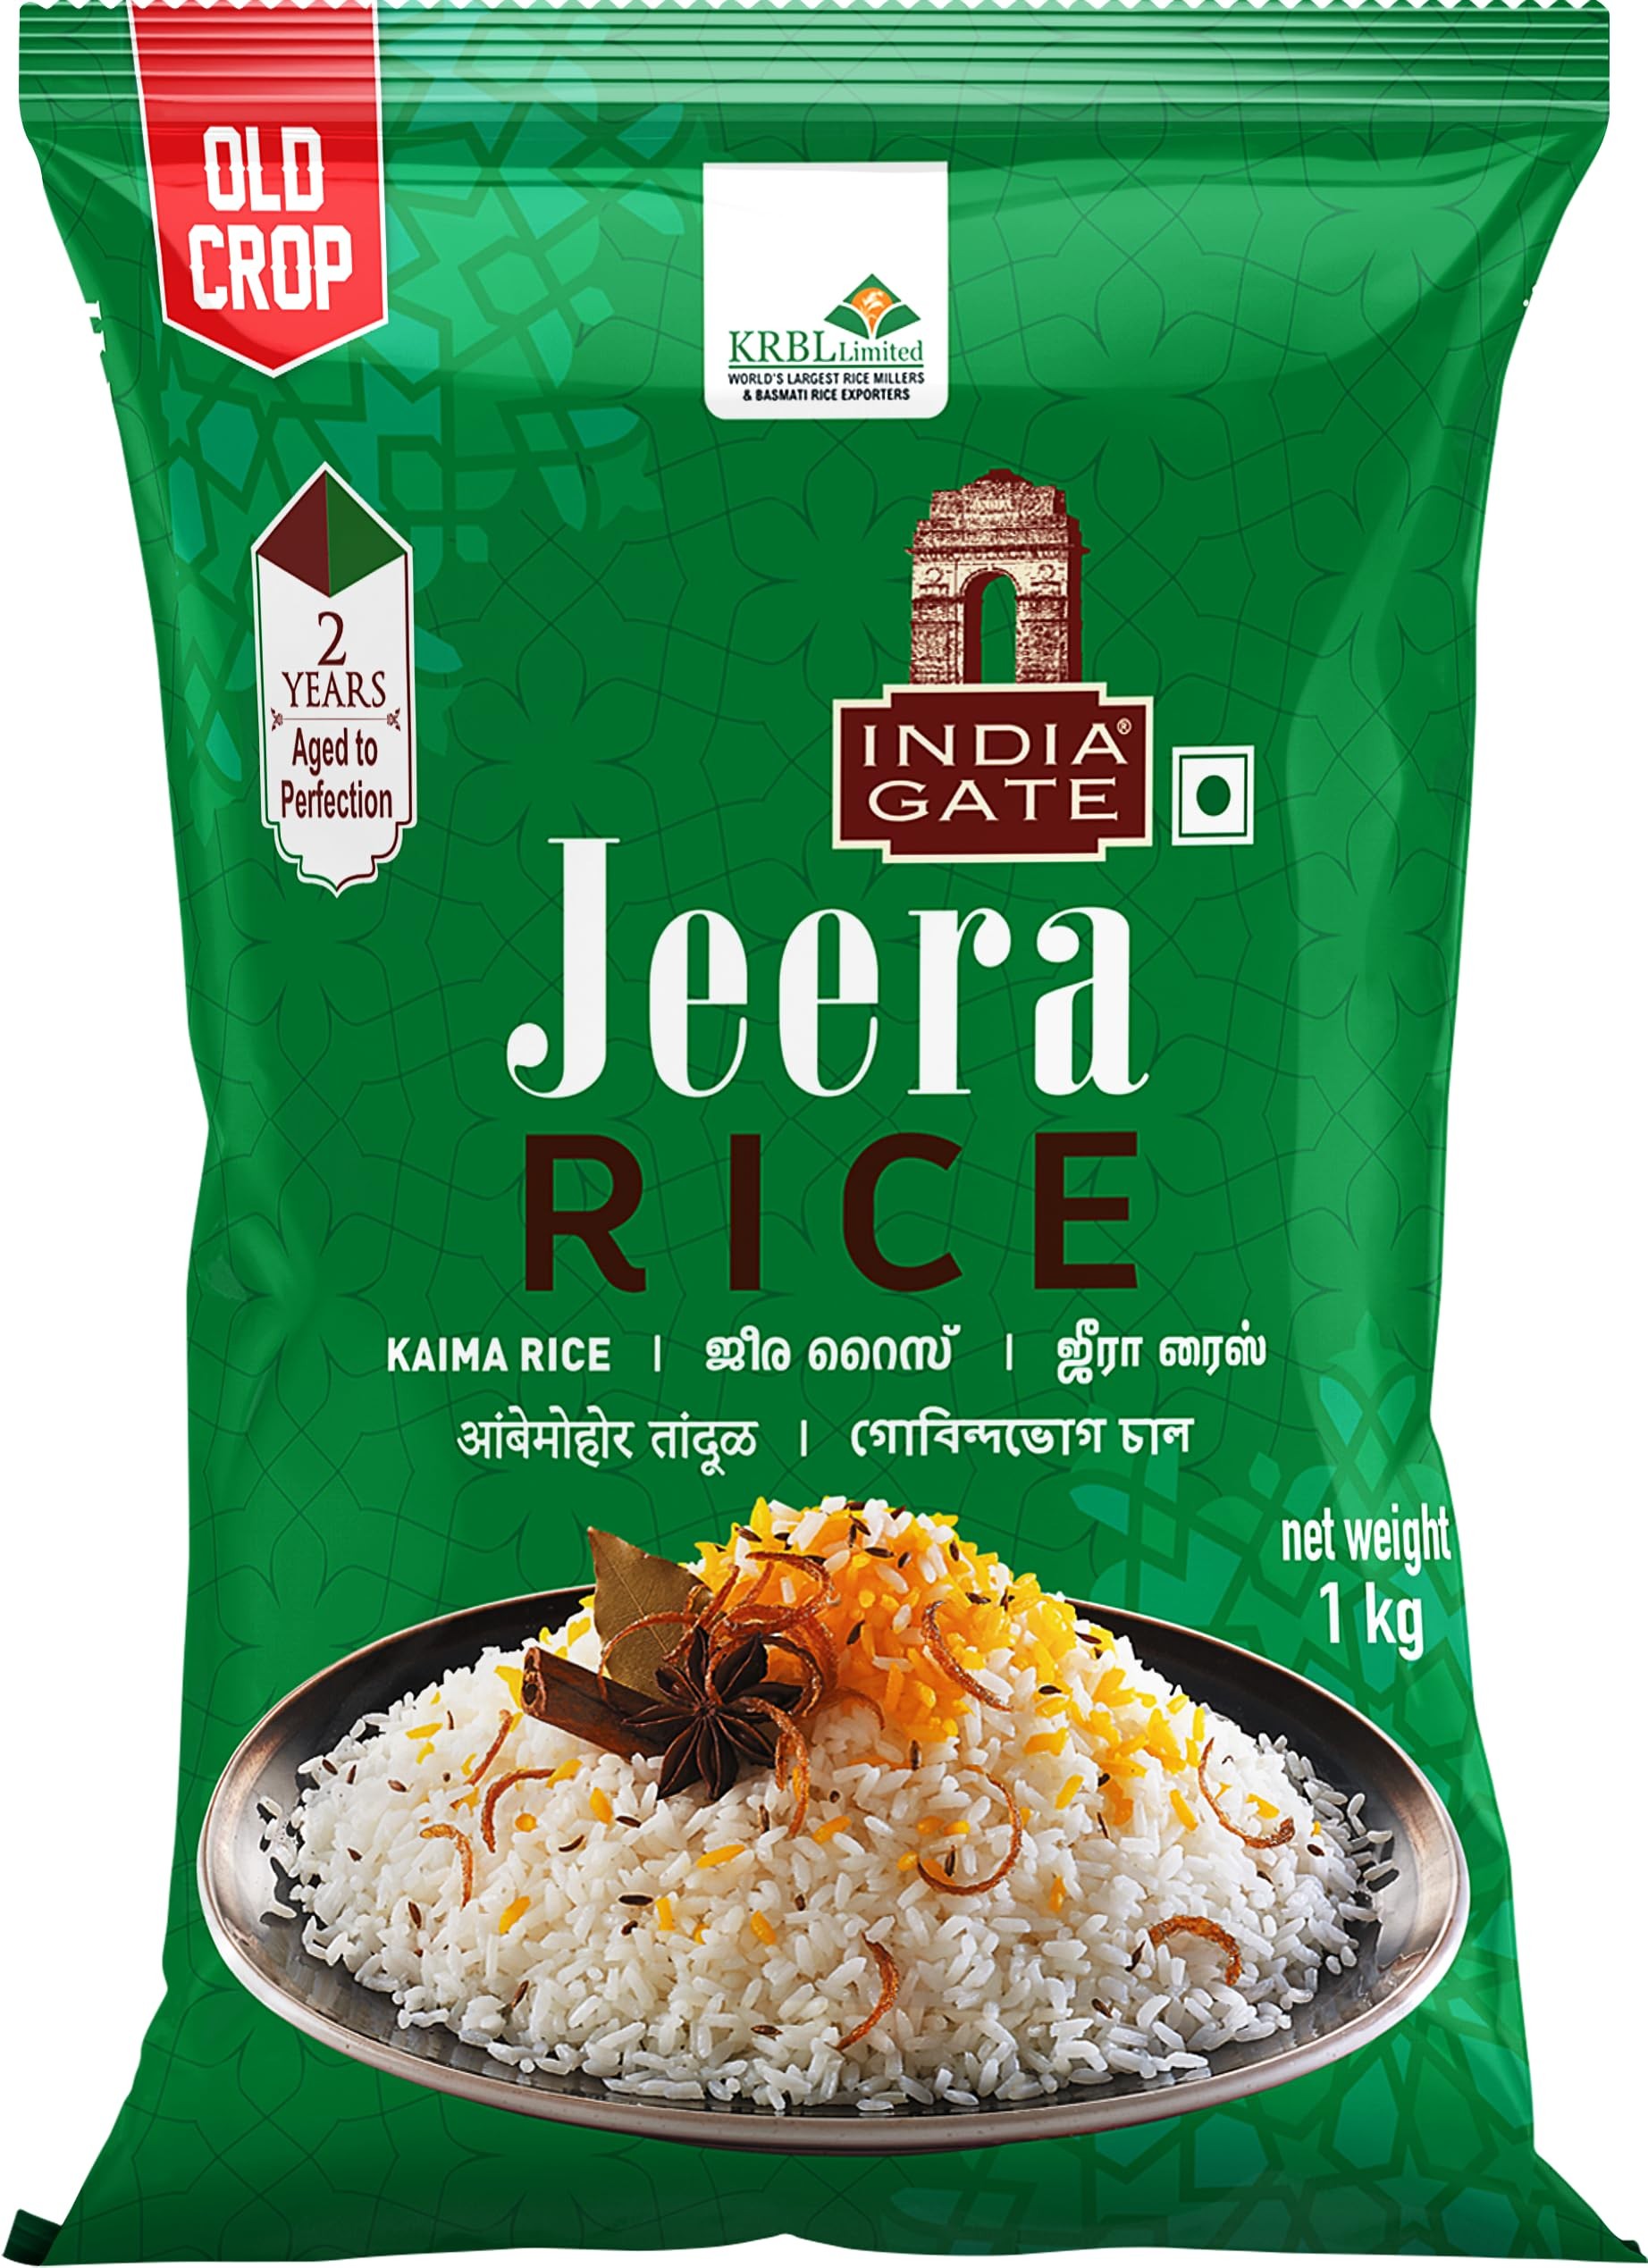 OLD
CROP
KRBL Limited
WORLD'S LARGEST RICE MILLERS
& BASMATI RICE EXPORTERS
2
YEARS
Aged to
Perfection
INDIA®
GATE
Jeera
RICE
KAIMA RICE | ജീര റൈസ് | ஜீரா ரைஸ்
आंबेमोहोर तांदूळ | গোবিন্দভোগ চাল
net weight
1 kg